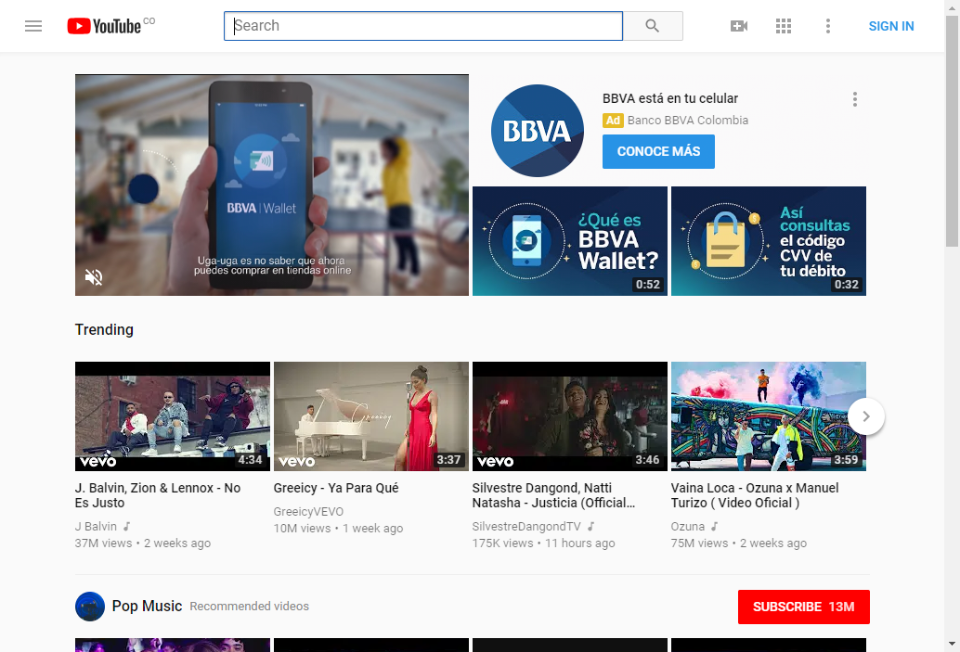 YouTube CO
Search
SIGN IN
BBVA | Wallet
Uga-uga es no saber que ahora
puedes comprar en tiendas online
BBVA
BBVA está en tu celular
Ad Banco BBVA Colombia
CONOCE MÁS
¿Qué es
BBVA
Wallet?
0:52
Así
consultas
el código
CVV de
tu débito
0:32
Trending
vevo
4:34
Greeicy
vevo
3:37
vevo
3:46
3:59
J. Balvin, Zion & Lennox - No
Es Justo
J Balvin
37M views • 2 weeks ago
Greeicy - Ya Para Qué
GreeicyVEVO
10M views • 1 week ago
Silvestre Dangond, Natti
Natasha - Justicia (Official...
SilvestreDangondTV
175K views • 11 hours ago
Vaina Loca - Ozuna x Manuel
Turizo ( Video Oficial )
Ozuna
75M views • 2 weeks ago
Pop Music Recommended videos
SUBSCRIBE 13M